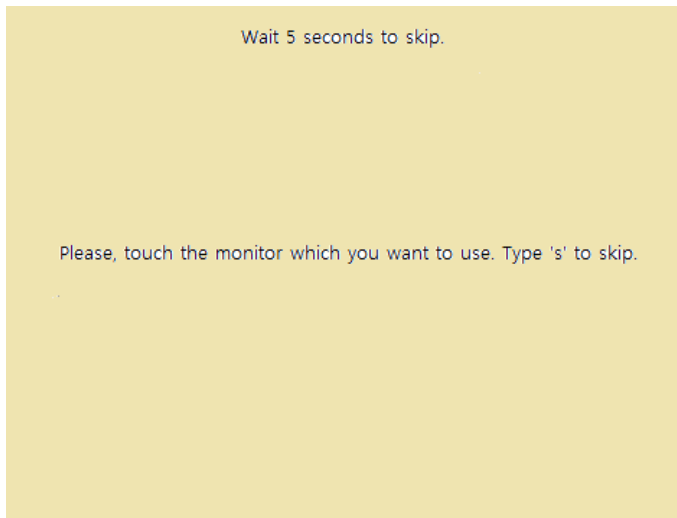 Wait 5 seconds to skip.
Please, touch the monitor which you want to use. Type 's' to skip.